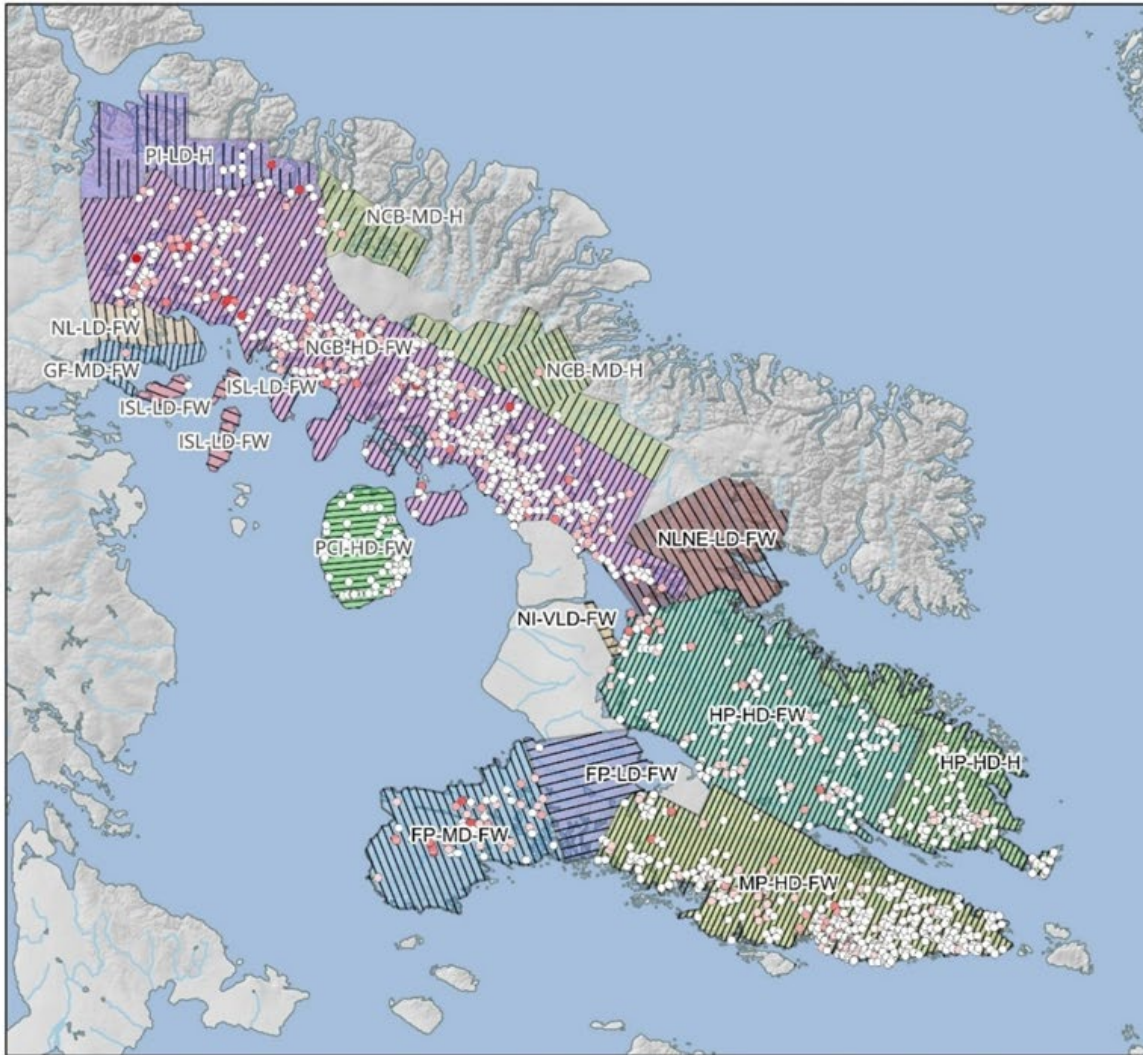 PI-LD-H
NCB-MD-H
NL-LD-FW
NCB-HD-FW
GF-MD-FW
NCB-MD-H
ISL-LD-FW
ISL-LD-FW
ISL-LD-FW
PCI-HD-FW
NLNE-LD-FW
NI-VLD-FW
HP-HD-FW
HP-HD-H
FP-LD-FW
FP-MD-FW
MP-HD-FW